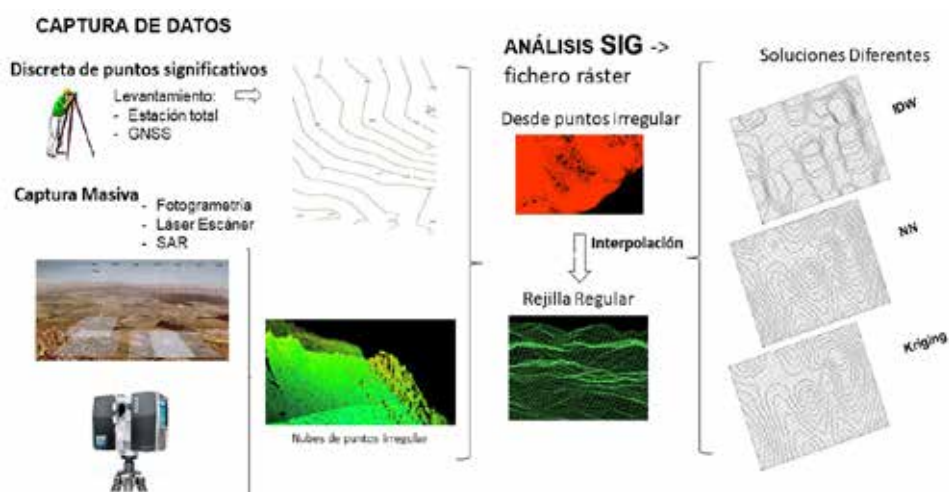 CAPTURA DE DATOS
Discreta de puntos significativos
Levantamiento:
- Estación total
- GNSS
Captura Masiva
- Fotogrametría
- Láser Escáner
- SAR
Nubes de puntos Irregular
ANÁLISIS SIG ->
fichero ráster
Desde puntos Irregular
Interpolación
Rejilla Regular
Soluciones Diferentes
IDW
NN
Kriging